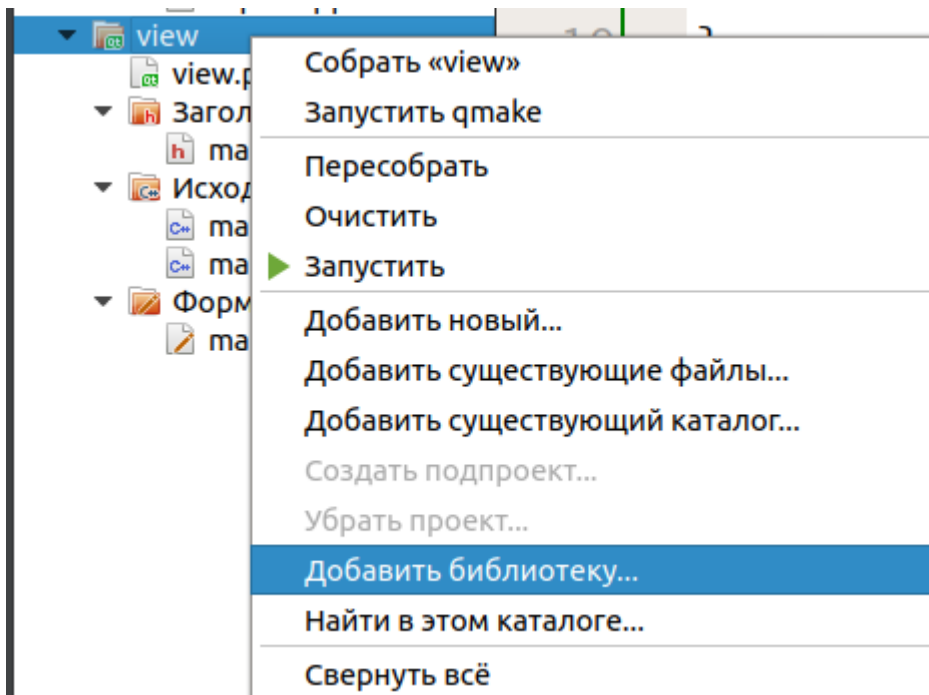 view
view.p
Загол
ma
Исход
ma
ma
Форм
ma
Собрать «view»
Запустить qmake
Пересобрать
Очистить
Запустить
Добавить новый...
Добавить существующие файлы...
Добавить существующий каталог...
Создать подпроект...
Убрать проект...
Добавить библиотеку...
Найти в этом каталоге...
Свернуть всё